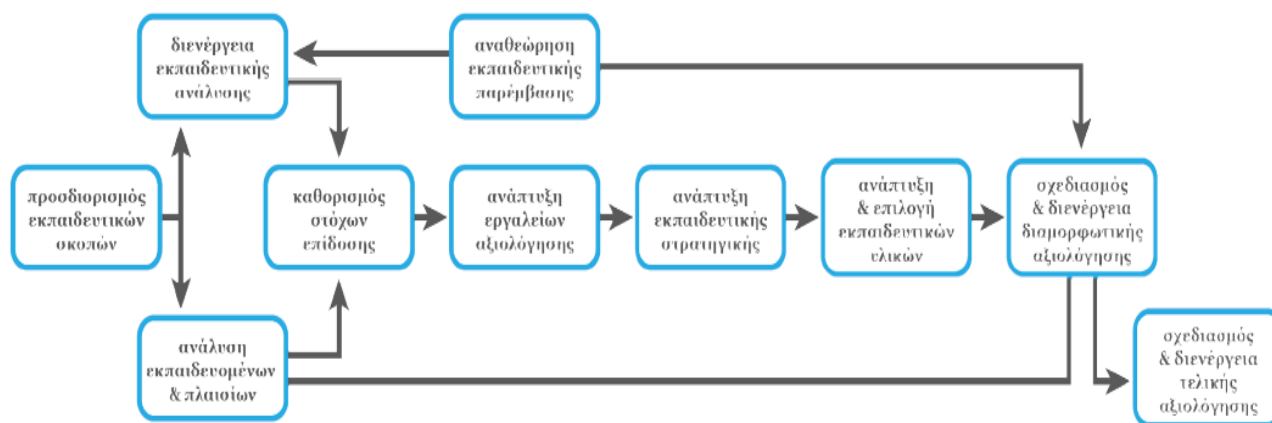 διενέργεια
εκπαιδευτικής
ανάλυσης
αναθεώρηση
εκπαιδευτικής
παρέμβασης
προσδιορισμός
εκπαιδευτικών
σκοπών
καθορισμός
στόχων
επίδοσης
ανάπτυξη
εργαλείων
αξιολόγησης
ανάπτυξη
εκπαιδευτικής
στρατηγικής
ανάπτυξη
& επιλογή
εκπαιδευτικών
υλικών
σχεδιασμός
& διενέργεια
διαμορφωτικής
αξιολόγησης
ανάλυση
εκπαιδευομένων
& πλαισίων
σχεδιασμός
& διενέργεια
τελικής
αξιολόγησης